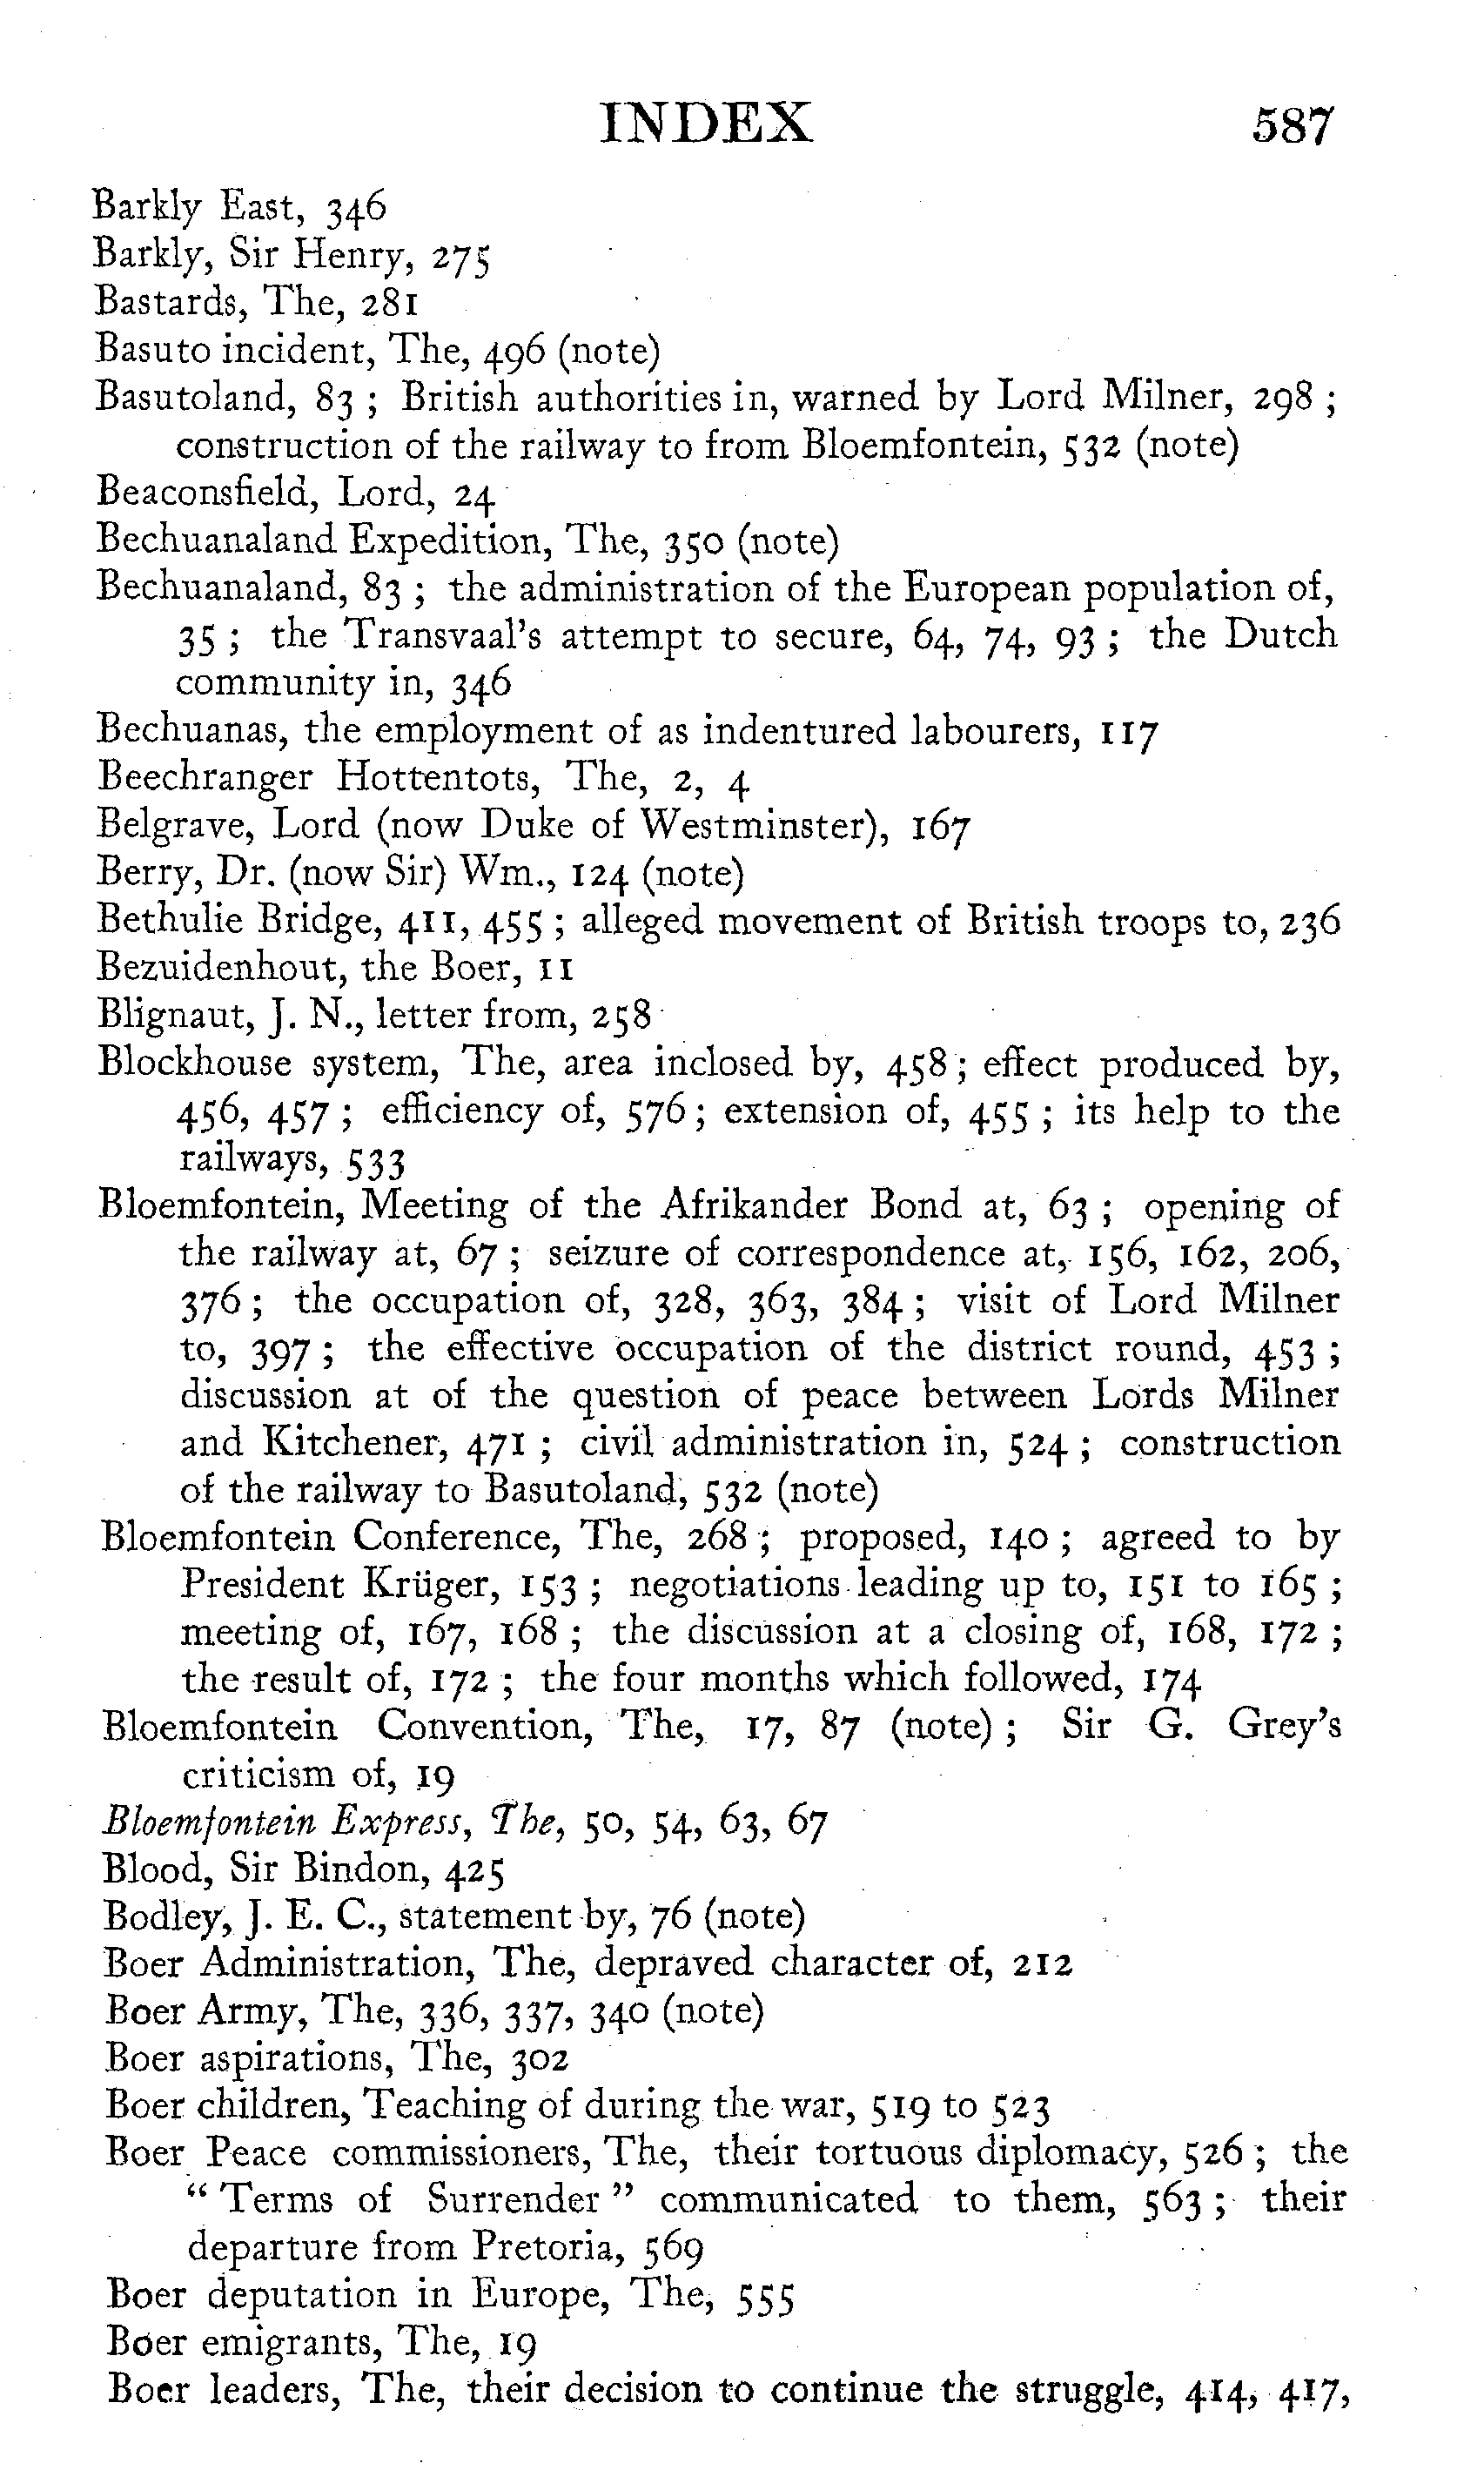 INDEX 587
Barkly East, 346
Barkly, Sir Henry, 275
Bastards, The, 281
Basuto incident, The, 496 (note)
Basutoland, 83 ; British authorities in, warned by Lord Milner, 298 ;
construction of the railway to from Bloemfontein, 532 (note)
Beaconsfield, Lord, 24
Bechuanaland Expedition, The, 350 (note)
Bechuanaland, 83 ; the administration of the European population of,
35 ; the Transvaal's attempt to secure, 64, 74, 93 ; the Dutch
community in, 346
Bechuanas, the employment of as indentured labourers, 117
Beechranger Hottentots, The, 2, 4
Belgrave, Lord (now Duke of Westminster), 167
Berry, Dr. (now Sir) Wm., 124 (note)
Bethulie Bridge, 411, 455 ; alleged movement of British troops to, 236
Bezuidenhout, the Boer, 11
Blignaut, J. N., letter from, 258
Blockhouse system, The, area inclosed by, 458 ; effect produced by,
456, 457 ; efficiency of, 576 ; extension of, 455 ; its help to the
railways, 533
Bloemfontein, Meeting of the Afrikander Bond at, 63 ; opening of
the railway at, 67 ; seizure of correspondence at, 156, 162, 206,
376 ; the occupation of, 328, 363, 384 ; visit of Lord Milner
to, 397 ; the effective occupation of the district round, 453 ;
discussion at of the question of peace between Lords Milner
and Kitchener, 471 ; civil administration in, 524 ; construction
of the railway to Basutoland, 532 (note)
Bloemfontein Conference, The, 268 ; proposed, 140 ; agreed to by
President Krüger, 153 ; negotiations leading up to, 151 to 165 ;
meeting of, 167, 168 ; the discussion at a closing of, 168, 172 ;
the result of, 172 ; the four months which followed, 174
Bloemfontein Convention, The, 17, 87 (note) ; Sir G. Grey's
criticism of, 19
Bloemfontein Express, The, 50, 54, 63, 67
Blood, Sir Bindon, 425
Bodley, J. E. C., statement by, 76 (note)
Boer Administration, The, depraved character of, 212
Boer Army, The, 336, 337, 340 (note)
Boer aspirations, The, 302
Boer children, Teaching of during the war, 519 to 523
Boer Peace commissioners, The, their tortuous diplomacy, 526 ; the
“ Terms of Surrender ” communicated to them, 563 ; their
departure from Pretoria, 569
Boer deputation in Europe, The, 555
Boer emigrants, The, 19
Boer leaders, The, their decision to continue the struggle, 414, 417,